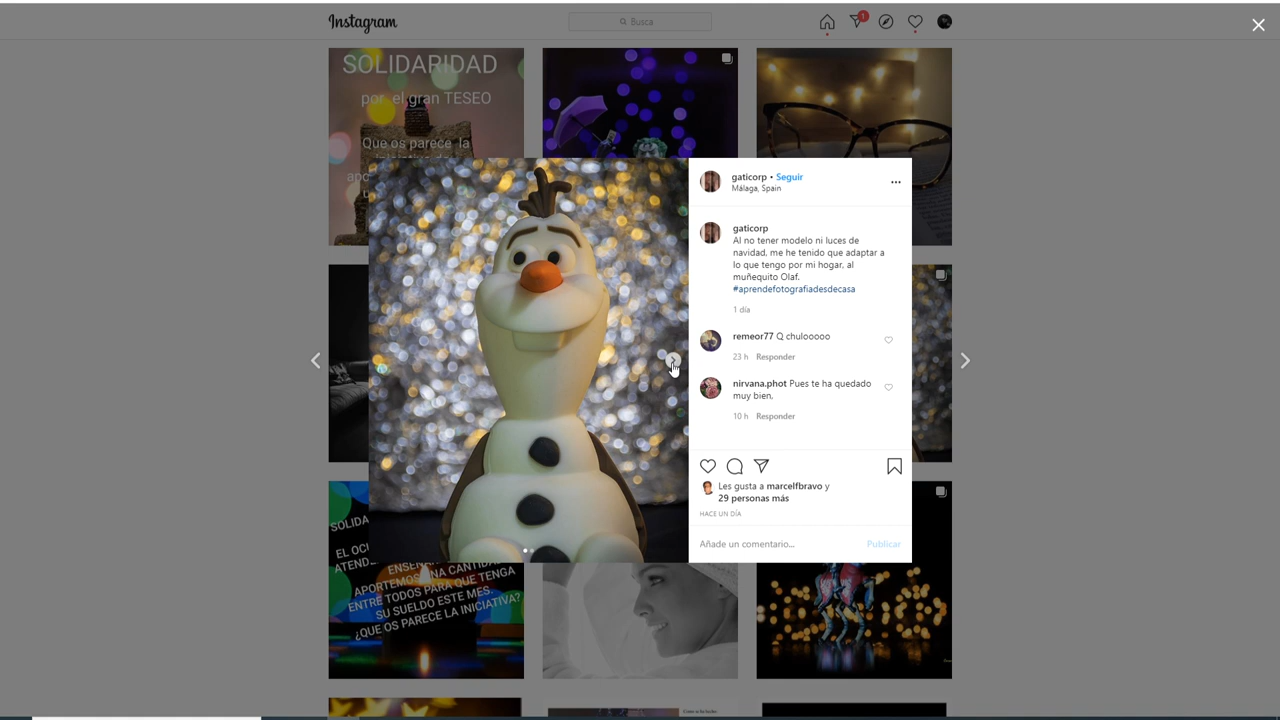 Instagram
Busca
1
SOLIDARIDAD
por el gran TESEO
Que os parece la
gaticorp • Seguir
Málaga, Spain
gaticorp
Al no tener modelo ni luces de
navidad, me he tenido que adaptar a
lo que tengo por mi hogar, al
muñequito Olaf.
#aprendefotografiadesdecasa
1 día
remeor77 Q chulooooo
23 h Responder
nirvana.phot Pues te ha quedado
muy bien,
10 h Responder
Les gusta a marcelfbravo y
29 personas más
HACE UN DÍA
Añade un comentario...
Publicar
SOLIDA
EL OCU
ATEND
APORTEMOS UNA CANTIDAD
ENTRE TODOS PARA QUE TENGA
SU SUELDO ESTE MES.
¿QUE OS PARECE LA INICIATIVA?